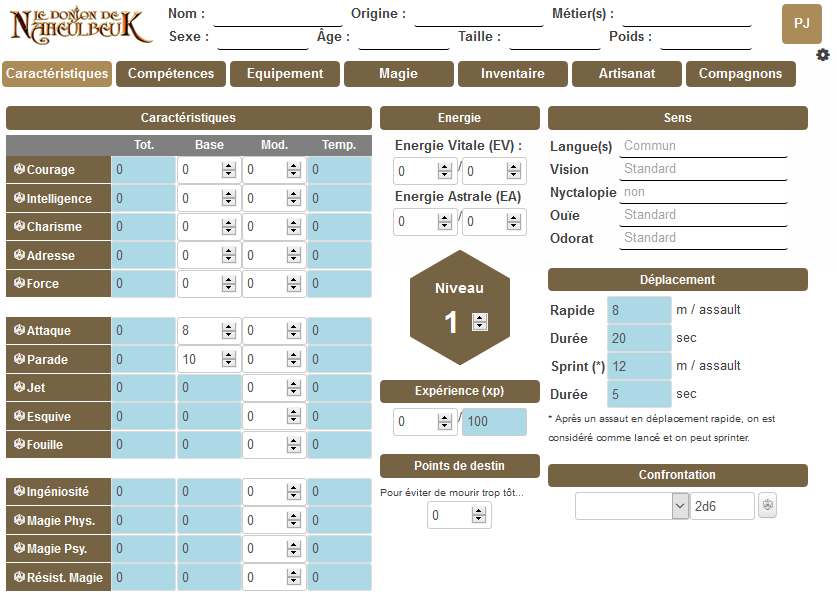 LE DONJON DE
NAHEULBEUK
Nom : Origine : Métier(s) :
Sexe : Âge : Taille : Poids :
PJ
Caractéristiques Compétences Equipement Magie Inventaire Artisanat Compagnons
Caractéristiques
Tot. Base Mod. Temp.
Courage 0 0 0 0
Intelligence 0 0 0 0
Charisme 0 0 0 0
Adresse 0 0 0 0
Force 0 0 0 0
Attaque 0 8 0 0
Parade 0 10 0 0
Jet 0 0 0 0
Esquive 0 0 0 0
Fouille 0 0 0 0
Ingéniosité 0 0 0 0
Magie Phys. 0 0 0 0
Magie Psy. 0 0 0 0
Résist. Magie 0 0 0 0
Energie
Energie Vitale (EV) :
0 / 0
Energie Astrale (EA)
0 / 0
Niveau
1
Expérience (xp)
0 / 100
Points de destin
Pour éviter de mourir trop tôt...
0
Sens
Langue(s) Commun
Vision Standard
Nyctalopie non
Ouïe Standard
Odorat Standard
Déplacement
Rapide 8 m / assault
Durée 20 sec
Sprint (*) 12 m / assault
Durée 5 sec
* Après un assaut en déplacement rapide, on est
considéré comme lancé et on peut sprinter.
Confrontation
2d6